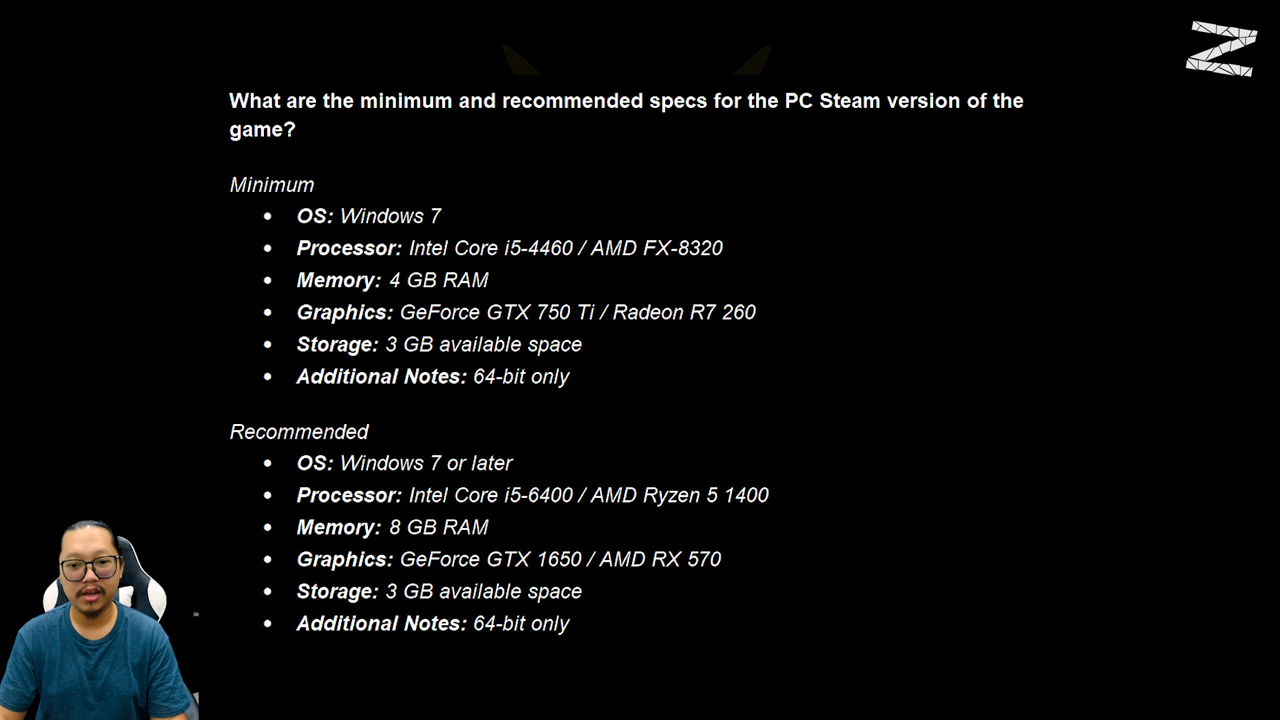 What are the minimum and recommended specs for the PC Steam version of the
game?
Minimum
• OS: Windows 7
• Processor: Intel Core i5-4460 / AMD FX-8320
• Memory: 4 GB RAM
• Graphics: GeForce GTX 750 Ti / Radeon R7 260
• Storage: 3 GB available space
• Additional Notes: 64-bit only
Recommended
• OS: Windows 7 or later
• Processor: Intel Core i5-6400 / AMD Ryzen 5 1400
• Memory: 8 GB RAM
• Graphics: GeForce GTX 1650 / AMD RX 570
• Storage: 3 GB available space
• Additional Notes: 64-bit only